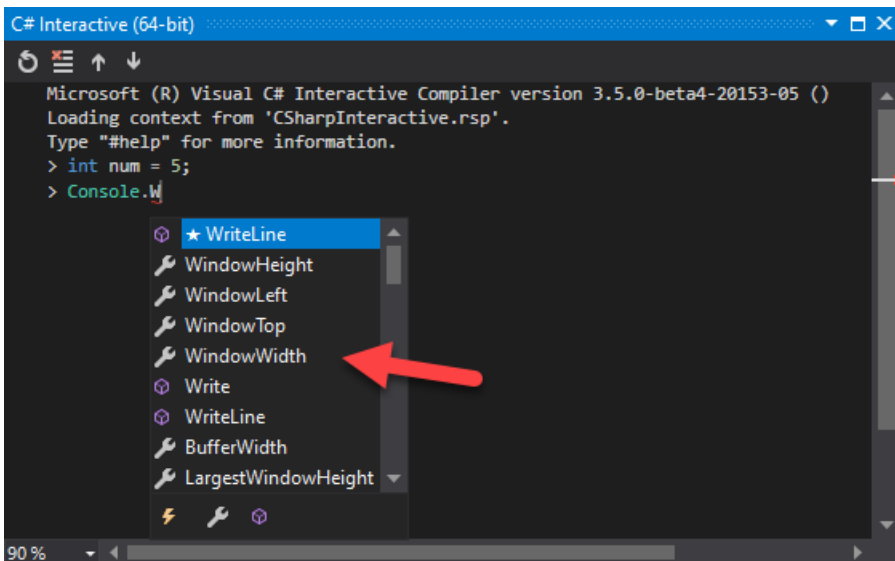 C# Interactive (64-bit)
Microsoft (R) Visual C# Interactive Compiler version 3.5.0-beta4-20153-05 ()
Loading context from 'CSharpInteractive.rsp'.
Type "#help" for more information.
> int num = 5;
> Console.W
★ WriteLine
WindowHeight
WindowLeft
WindowTop
WindowWidth
Write
WriteLine
BufferWidth
LargestWindowHeight
90 %